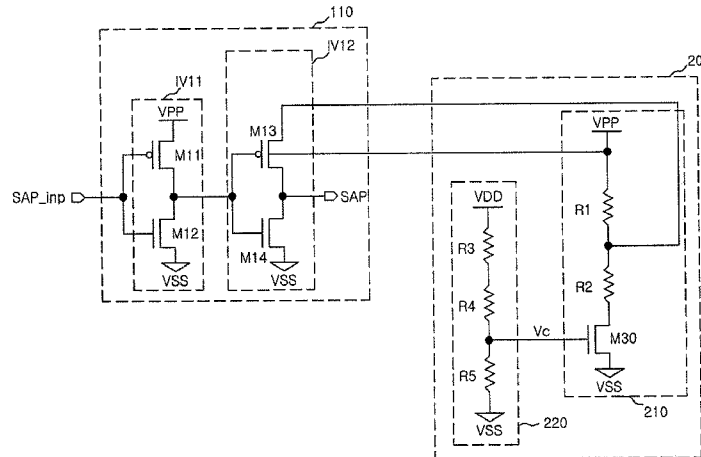 110
IV12
IV11
VPP
M11
M13
SAP_inp
SAP
M12
M14
VSS
VSS
20
VPP
R1
VDD
R3
R2
R4
Vc
M30
R5
VSS
VSS
220
210